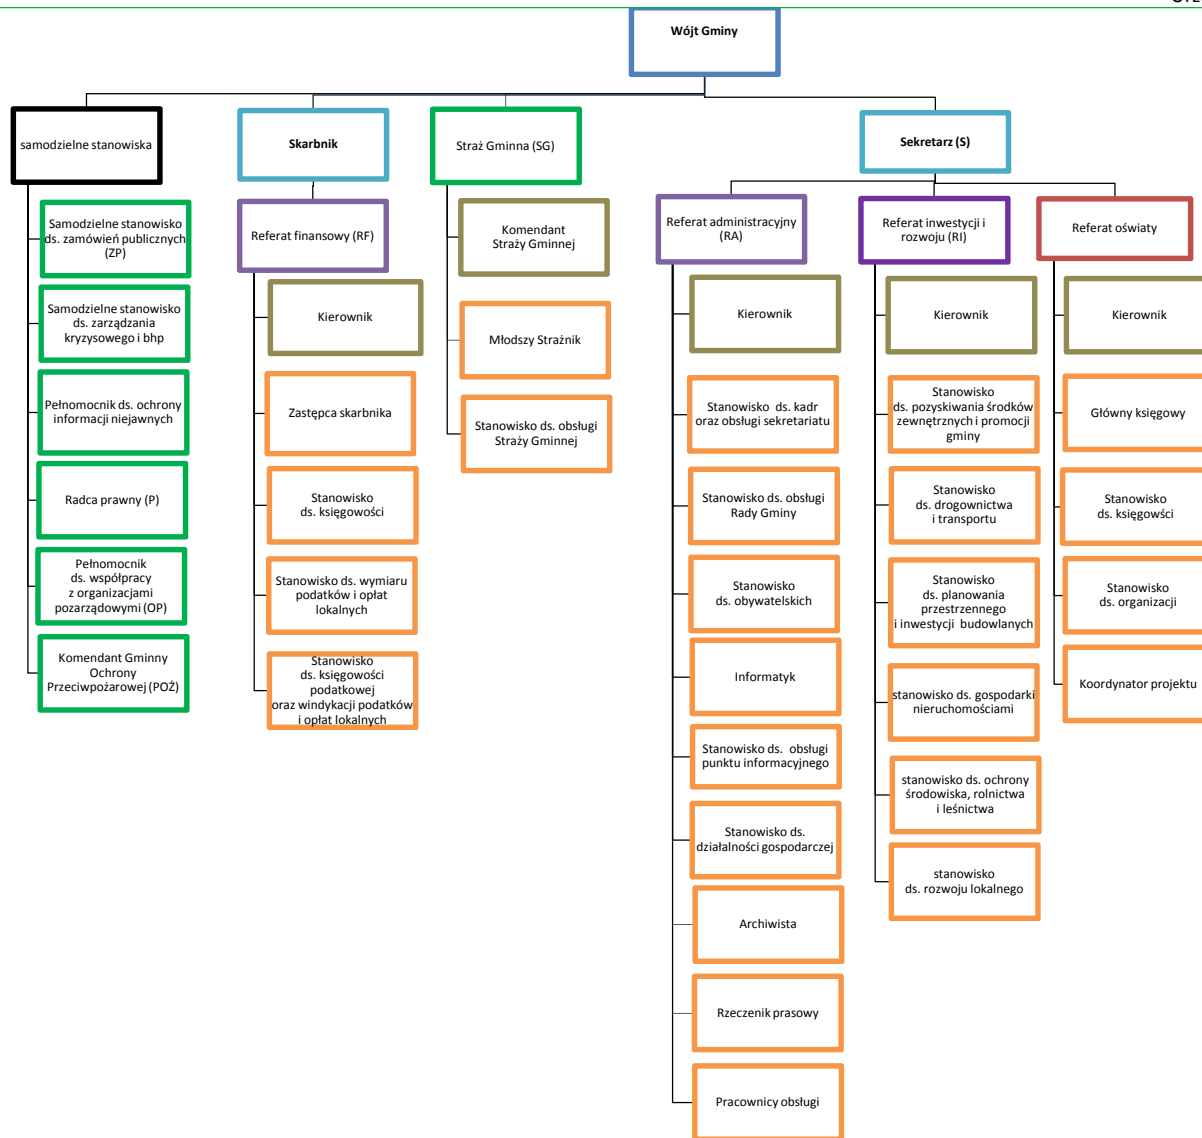 Wójt Gminy
samodzielne stanowiska
Skarbnik
Straż Gminna (SG)
Sekretarz (S)
Samodzielne stanowisko
ds. zamówień publicznych
(ZP)
Samodzielne stanowisko
ds. zarządzania
kryzysowego i bhp
Pełnomocnik ds. ochrony
informacji niejawnych
Radca prawny (P)
Pełnomocnik
ds. współpracy
z organizacjami
pozarządowymi (OP)
Komendant Gminny
Ochrony
Przeciwpożarowej (POŻ)
Referat finansowy (RF)
Kierownik
Zastępca skarbnika
Stanowisko
ds. księgowości
Stanowisko ds. wymiaru
podatków i opłat
lokalnych
Stanowisko
ds. księgowości
podatkowej
oraz windykacji podatków
i opłat lokalnych
Komendant
Straży Gminnej
Młodszy Strażnik
Stanowisko ds. obsługi
Straży Gminnej
Referat administracyjny
(RA)
Kierownik
Stanowisko ds. kadr
oraz obsługi sekretariatu
Stanowisko ds. obsługi
Rady Gminy
Stanowisko
ds. obywatelskich
Informatyk
Stanowisko ds. obsługi
punktu informacyjnego
Stanowisko ds.
działalności gospodarczej
Archiwista
Rzecznik prasowy
Pracownicy obsługi
Referat inwestycji i
rozwoju (RI)
Kierownik
Stanowisko
ds. pozyskiwania środków
zewnętrznych i promocji
gminy
Stanowisko
ds. drogownictwa
i transportu
Stanowisko
ds. planowania
przestrzennego
i inwestycji budowlanych
stanowisko ds. gospodarki
nieruchomościami
stanowisko ds. ochrony
środowiska, rolnictwa
i leśnictwa
stanowisko
ds. rozwoju lokalnego
Referat oświaty
Kierownik
Główny księgowy
Stanowisko
ds. księgwści
Stanowisko
ds. organizacji
Koordynator projektu